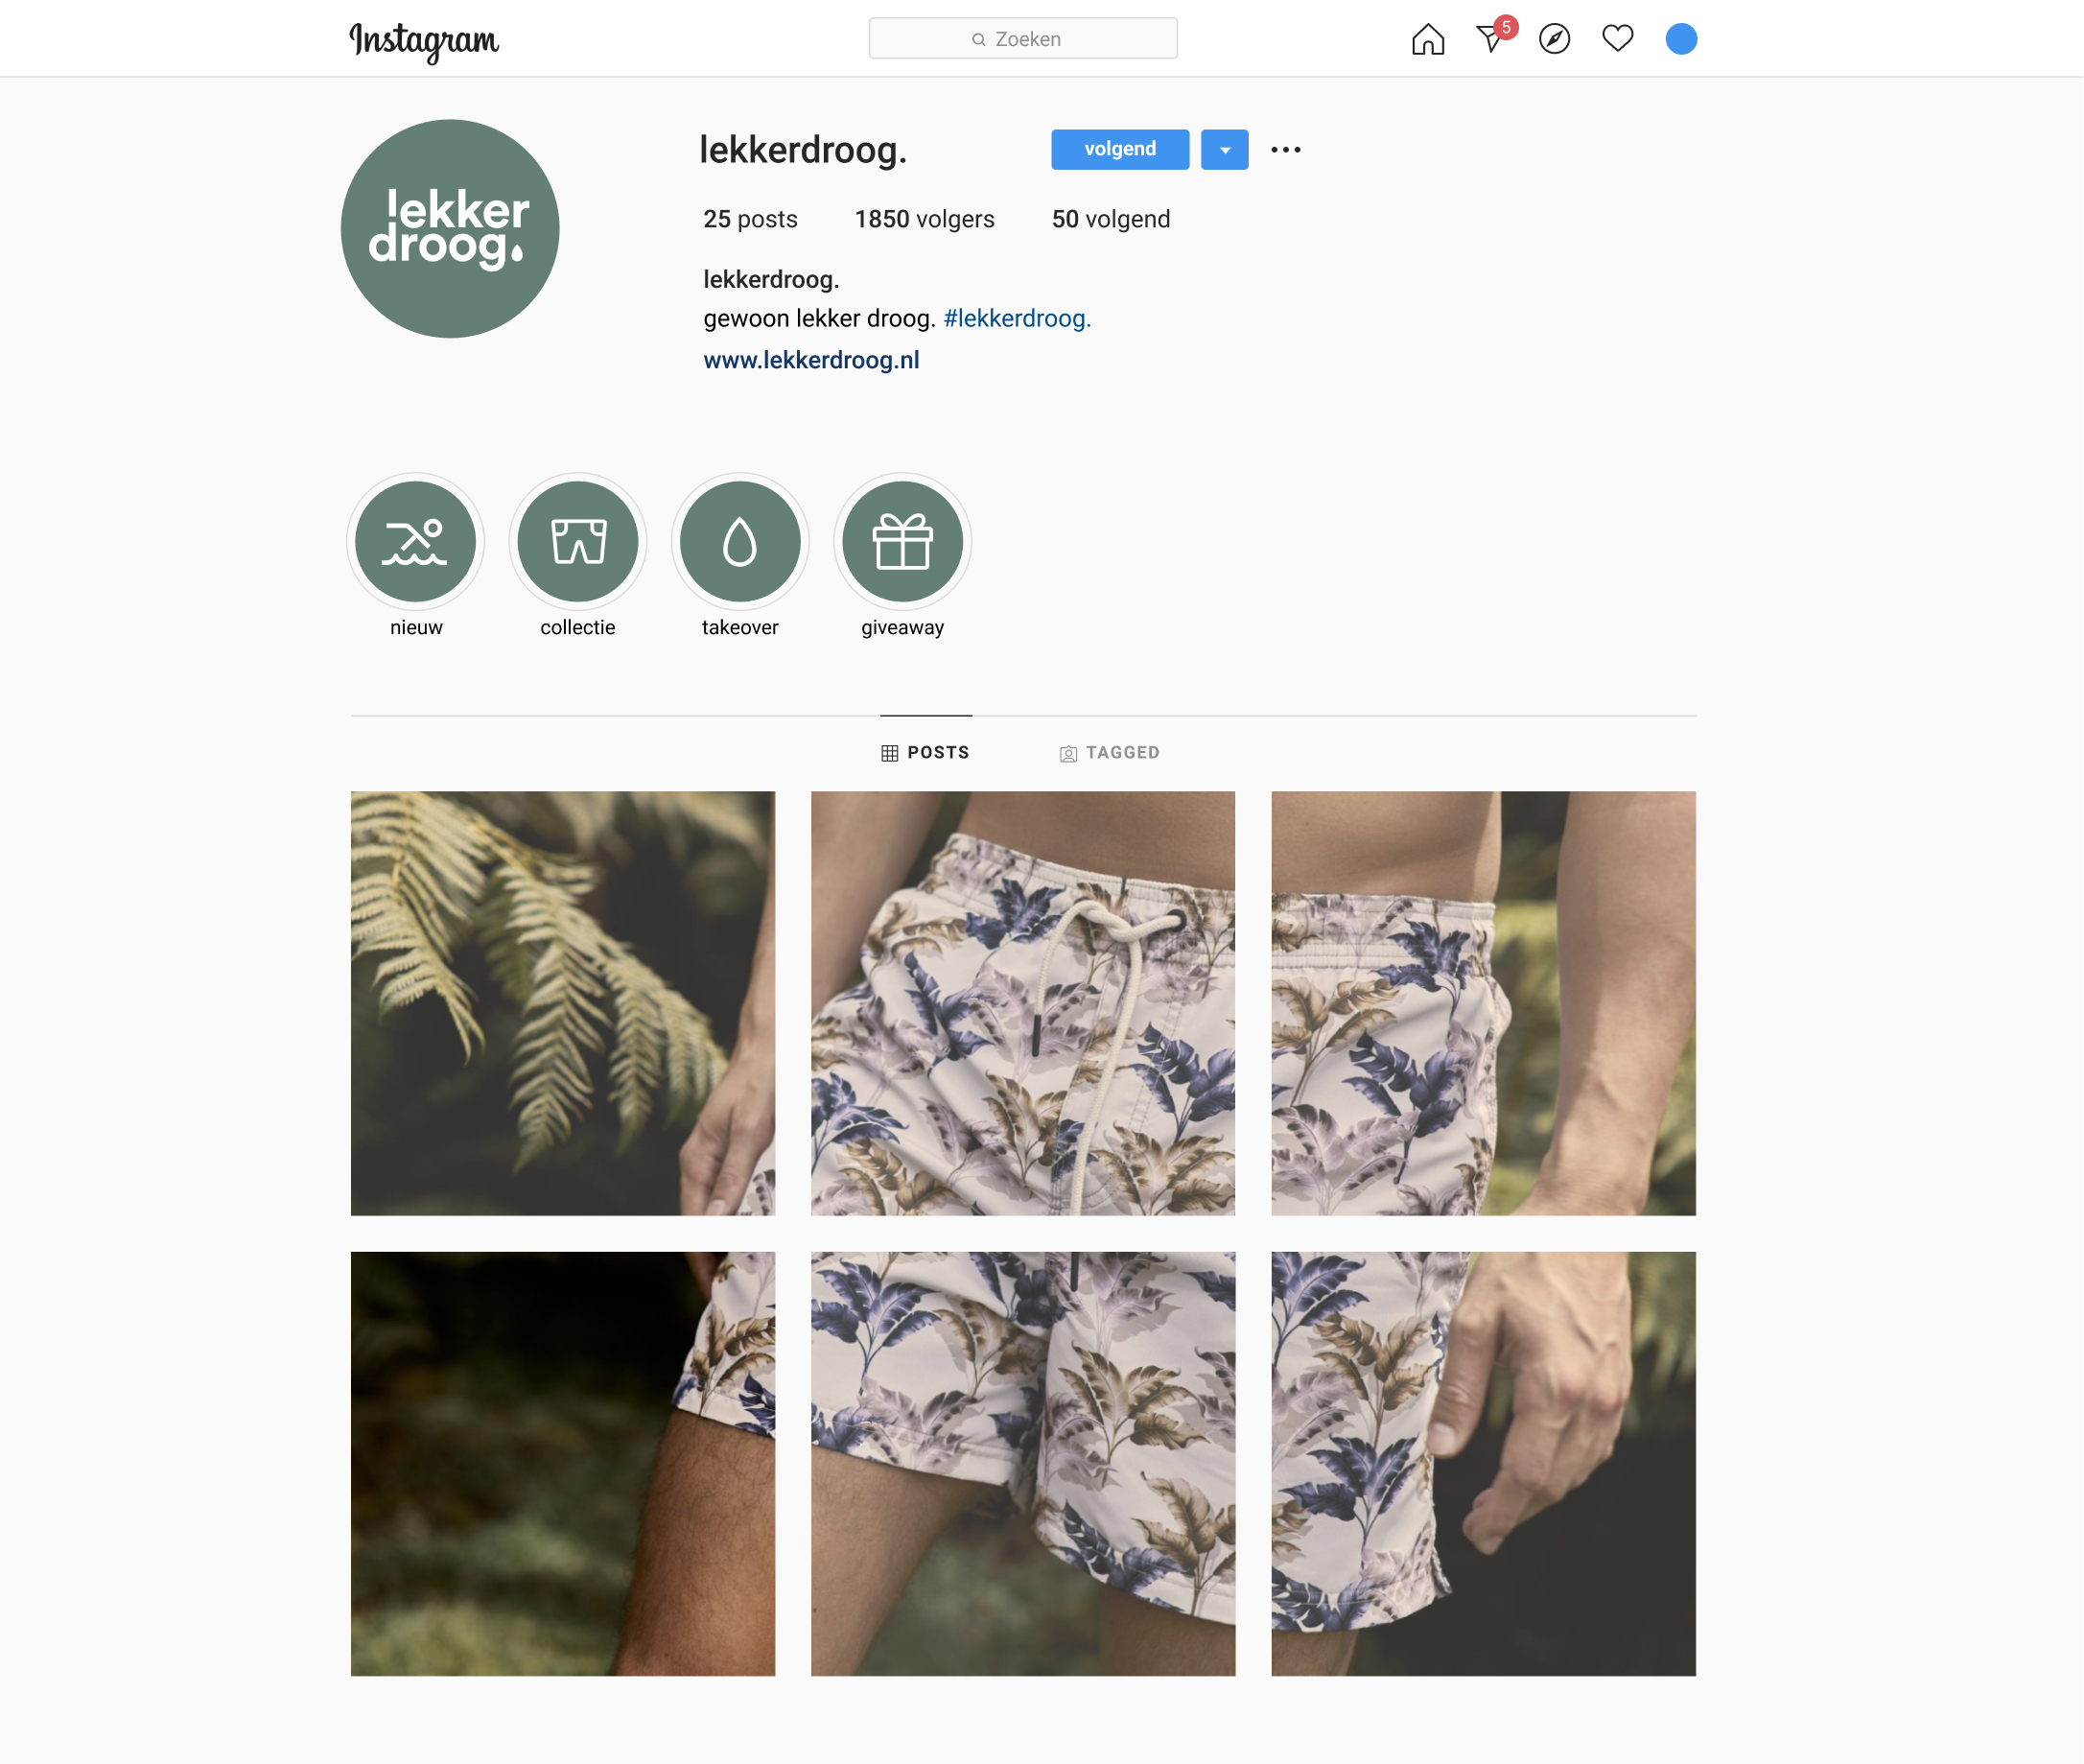 Instagram
Zoeken
5
lekkerdroog.
volgend
25 posts 1850 volgers 50 volgend
lekker
droog.
lekkerdroog.
gewoon lekker droog. #lekkerdroog.
www.lekkerdroog.nl
nieuw collectie takeover giveaway
POSTS TAGGED